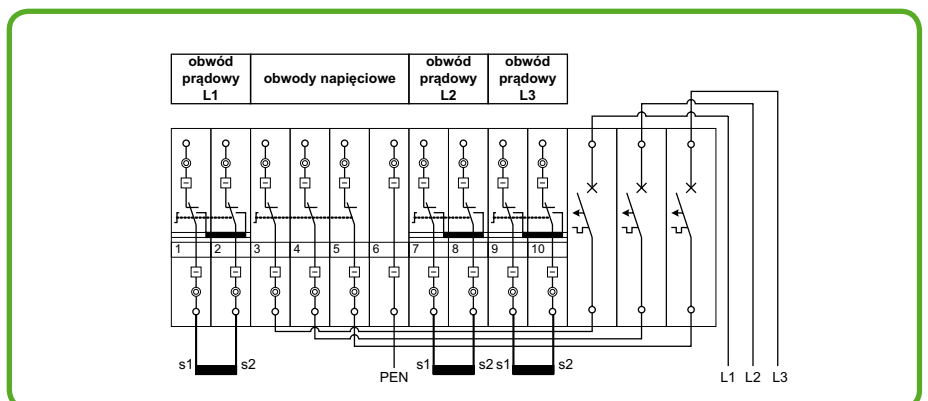 obwód prądowy L1
obwody napięciowe
obwód prądowy L2
obwód prądowy L3
1 2 3 4 5 6 7 8 9 10
s1 s2 PEN s1 s2 s1 s2 L1 L2 L3